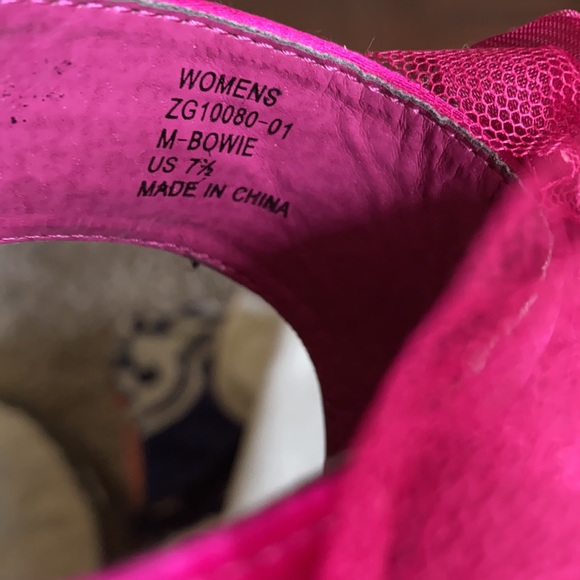 WOMENS
ZG10080-01
M-BOWIE
US 7½
MADE IN CHINA